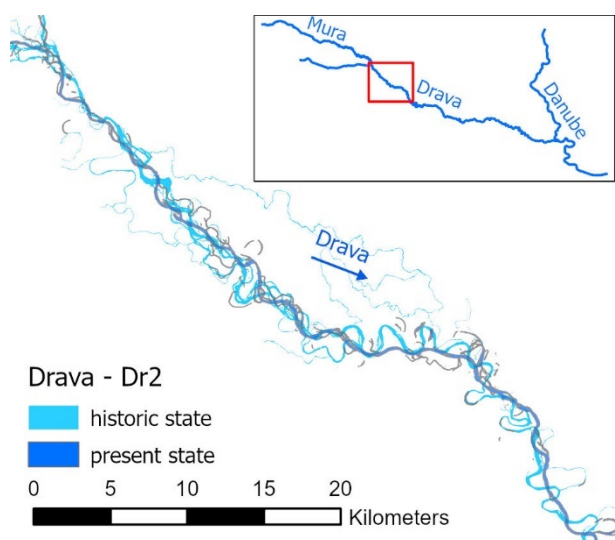 Mura
Drava
Danube
Drava
Drava - Dr2
historic state
present state
0 5 10 15 20
Kilometers